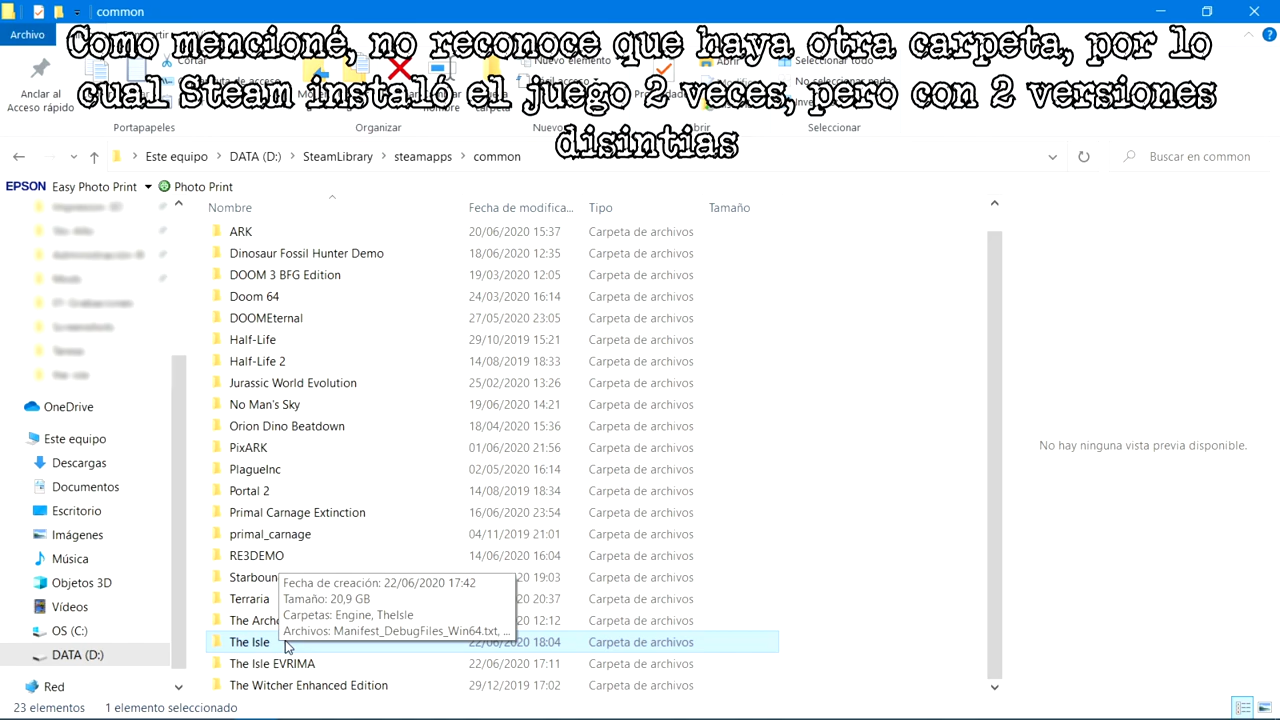 common
Como mencioné, no reconoce que haya otra carpeta, por lo
cual Steam instaló el juego 2 veces, pero con 2 versiones
disintias
Archivo
Cortar
Nuevo elemento
Abrir
Seleccionar todo
Anclar al
Acceso rápido
Portapapeles
Organizar
Seleccionar
Este equipo
DATA (D:)
SteamLibrary
steamapps
common
Buscar en common
EPSON Easy Photo Print Photo Print
Nombre Fecha de modifica... Tipo Tamaño
ARK 20/06/2020 15:37 Carpeta de archivos
Dinosaur Fossil Hunter Demo 18/06/2020 12:35 Carpeta de archivos
DOOM 3 BFG Edition 19/03/2020 12:05 Carpeta de archivos
Doom 64 24/03/2020 16:14 Carpeta de archivos
DOOMEternal 27/05/2020 23:05 Carpeta de archivos
Half-Life 29/10/2019 15:21 Carpeta de archivos
Half-Life 2 14/08/2019 18:33 Carpeta de archivos
Jurassic World Evolution 25/02/2020 13:26 Carpeta de archivos
No Man's Sky 19/06/2020 14:21 Carpeta de archivos
Orion Dino Beatdown 18/04/2020 15:36 Carpeta de archivos
PixARK 01/06/2020 21:56 Carpeta de archivos
PlagueInc 02/05/2020 16:14 Carpeta de archivos
Portal 2 14/08/2019 18:34 Carpeta de archivos
Primal Carnage Extinction 16/06/2020 23:54 Carpeta de archivos
primal_carnage 04/11/2019 21:01 Carpeta de archivos
RE3DEMO 14/06/2020 16:04 Carpeta de archivos
19:03 Carpeta de archivos
Terraria 20:37 Carpeta de archivos
The 12:12 Carpeta de archivos
The Isle 22/06/2020 18:04 Carpeta de archivos
The Isle EVRIMA 22/06/2020 17:11 Carpeta de archivos
The Witcher Enhanced Edition 29/12/2019 17:02 Carpeta de archivos
Fecha de creación: 22/06/2020 17:42
Tamaño: 20,9 GB
Carpetas: Engine, TheIsle
Archivos: Manifest_DebugFiles_Win64.txt, ...
OneDrive
Este equipo
Descargas
Documentos
Escritorio
Imágenes
Música
Objetos 3D
Vídeos
OS (C:)
DATA (D:)
Red
No hay ninguna vista previa disponible.
23 elementos 1 elemento seleccionado